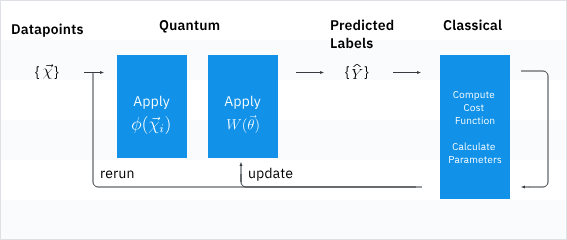 Datapoints
Quantum
Predicted
Labels
Classical
{ χ⃗ }
Apply
ϕ(χ⃗ᵢ)
Apply
W(θ⃗)
{ Ŷ }
Compute
Cost
Function
Calculate
Parameters
rerun
update